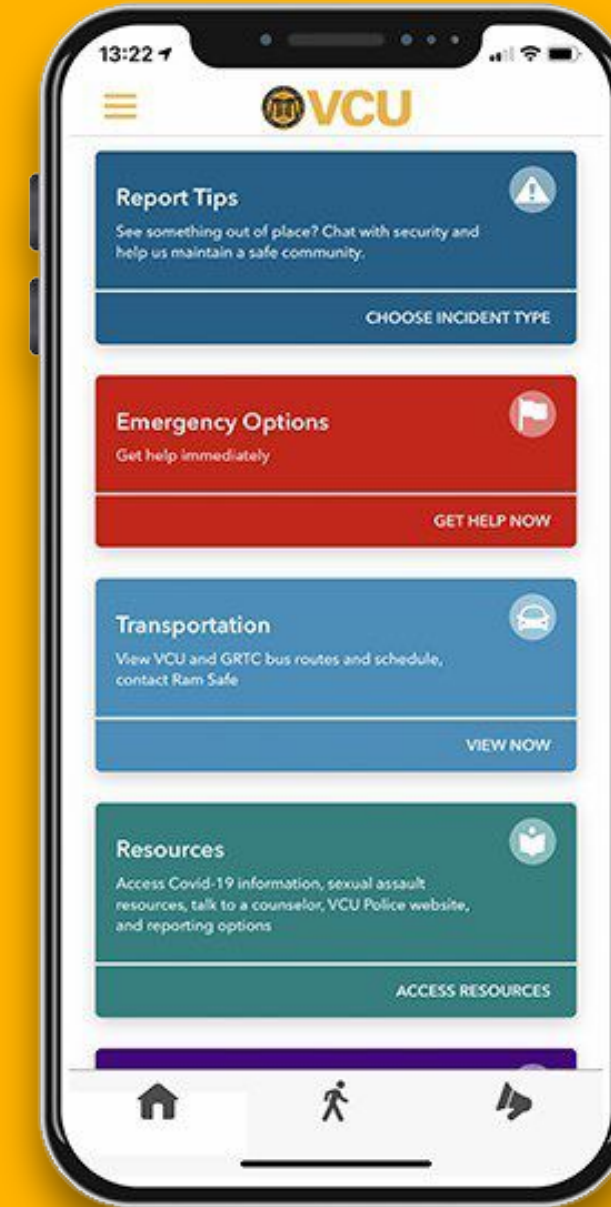 13:22
VCU
Report Tips
See something out of place? Chat with security and
help us maintain a safe community.
CHOOSE INCIDENT TYPE
Emergency Options
Get help immediately
GET HELP NOW
Transportation
View VCU and GRTC bus routes and schedule,
contact Ram Safe
VIEW NOW
Resources
Access Covid-19 information, sexual assault
resources, talk to a counselor, VCU Police website,
and reporting options
ACCESS RESOURCES